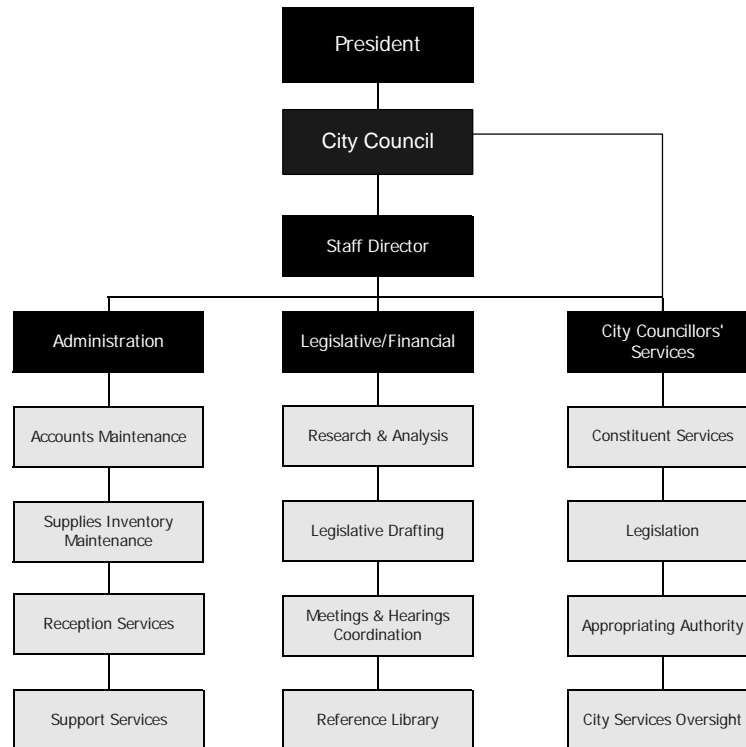 President
City Council
Staff Director
Administration
Legislative/Financial
City Councillors'
Services
Accounts Maintenance
Research & Analysis
Constituent Services
Supplies Inventory
Maintenance
Legislative Drafting
Legislation
Reception Services
Meetings & Hearings
Coordination
Appropriating Authority
Support Services
Reference Library
City Services Oversight